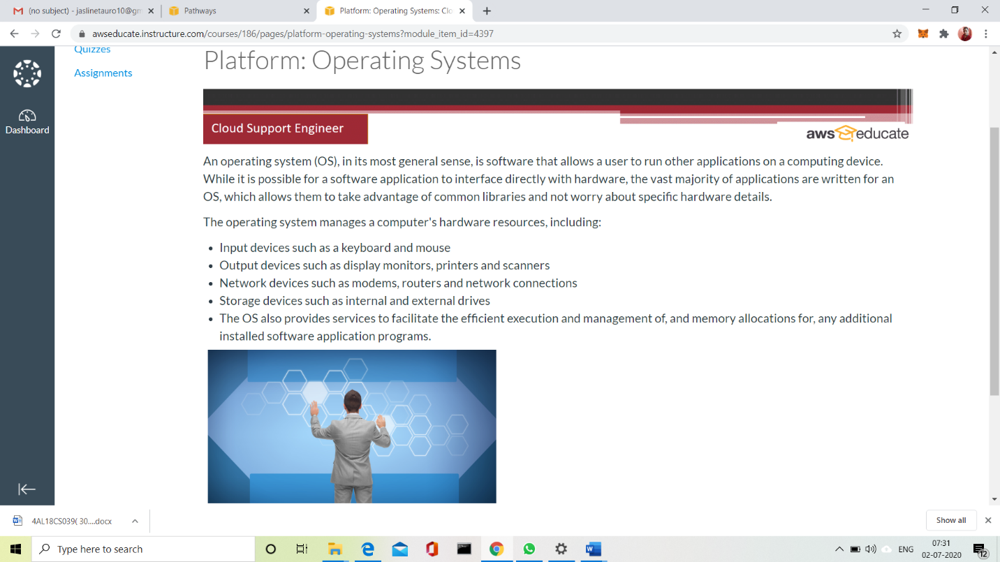 (no subject) - jaslinetauro10@gm
Pathways
Platform: Operating Systems: Clo
awseducate.instructure.com/courses/186/pages/platform-operating-systems?module_item_id=4397
Quizzes
Assignments
Dashboard
Platform: Operating Systems
Cloud Support Engineer
aws educate
An operating system (OS), in its most general sense, is software that allows a user to run other applications on a computing device.
While it is possible for a software application to interface directly with hardware, the vast majority of applications are written for an
OS, which allows them to take advantage of common libraries and not worry about specific hardware details.
The operating system manages a computer's hardware resources, including:
• Input devices such as a keyboard and mouse
• Output devices such as display monitors, printers and scanners
• Network devices such as modems, routers and network connections
• Storage devices such as internal and external drives
• The OS also provides services to facilitate the efficient execution and management of, and memory allocations for, any additional
installed software application programs.
4AL18CS039( 30....docx
Show all
Type here to search
ENG
07:31
02-07-2020
12